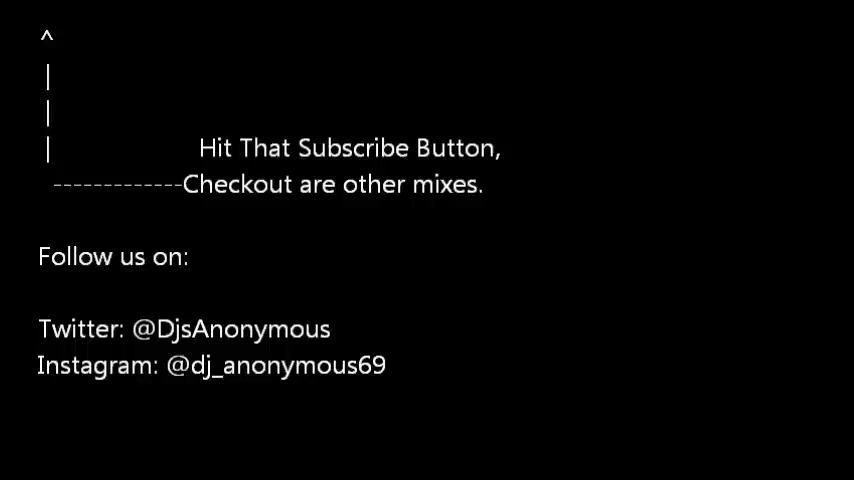 ^
|
|
| Hit That Subscribe Button,
-------------Checkout are other mixes.
Follow us on:
Twitter: @DjsAnonymous
Instagram: @dj_anonymous69